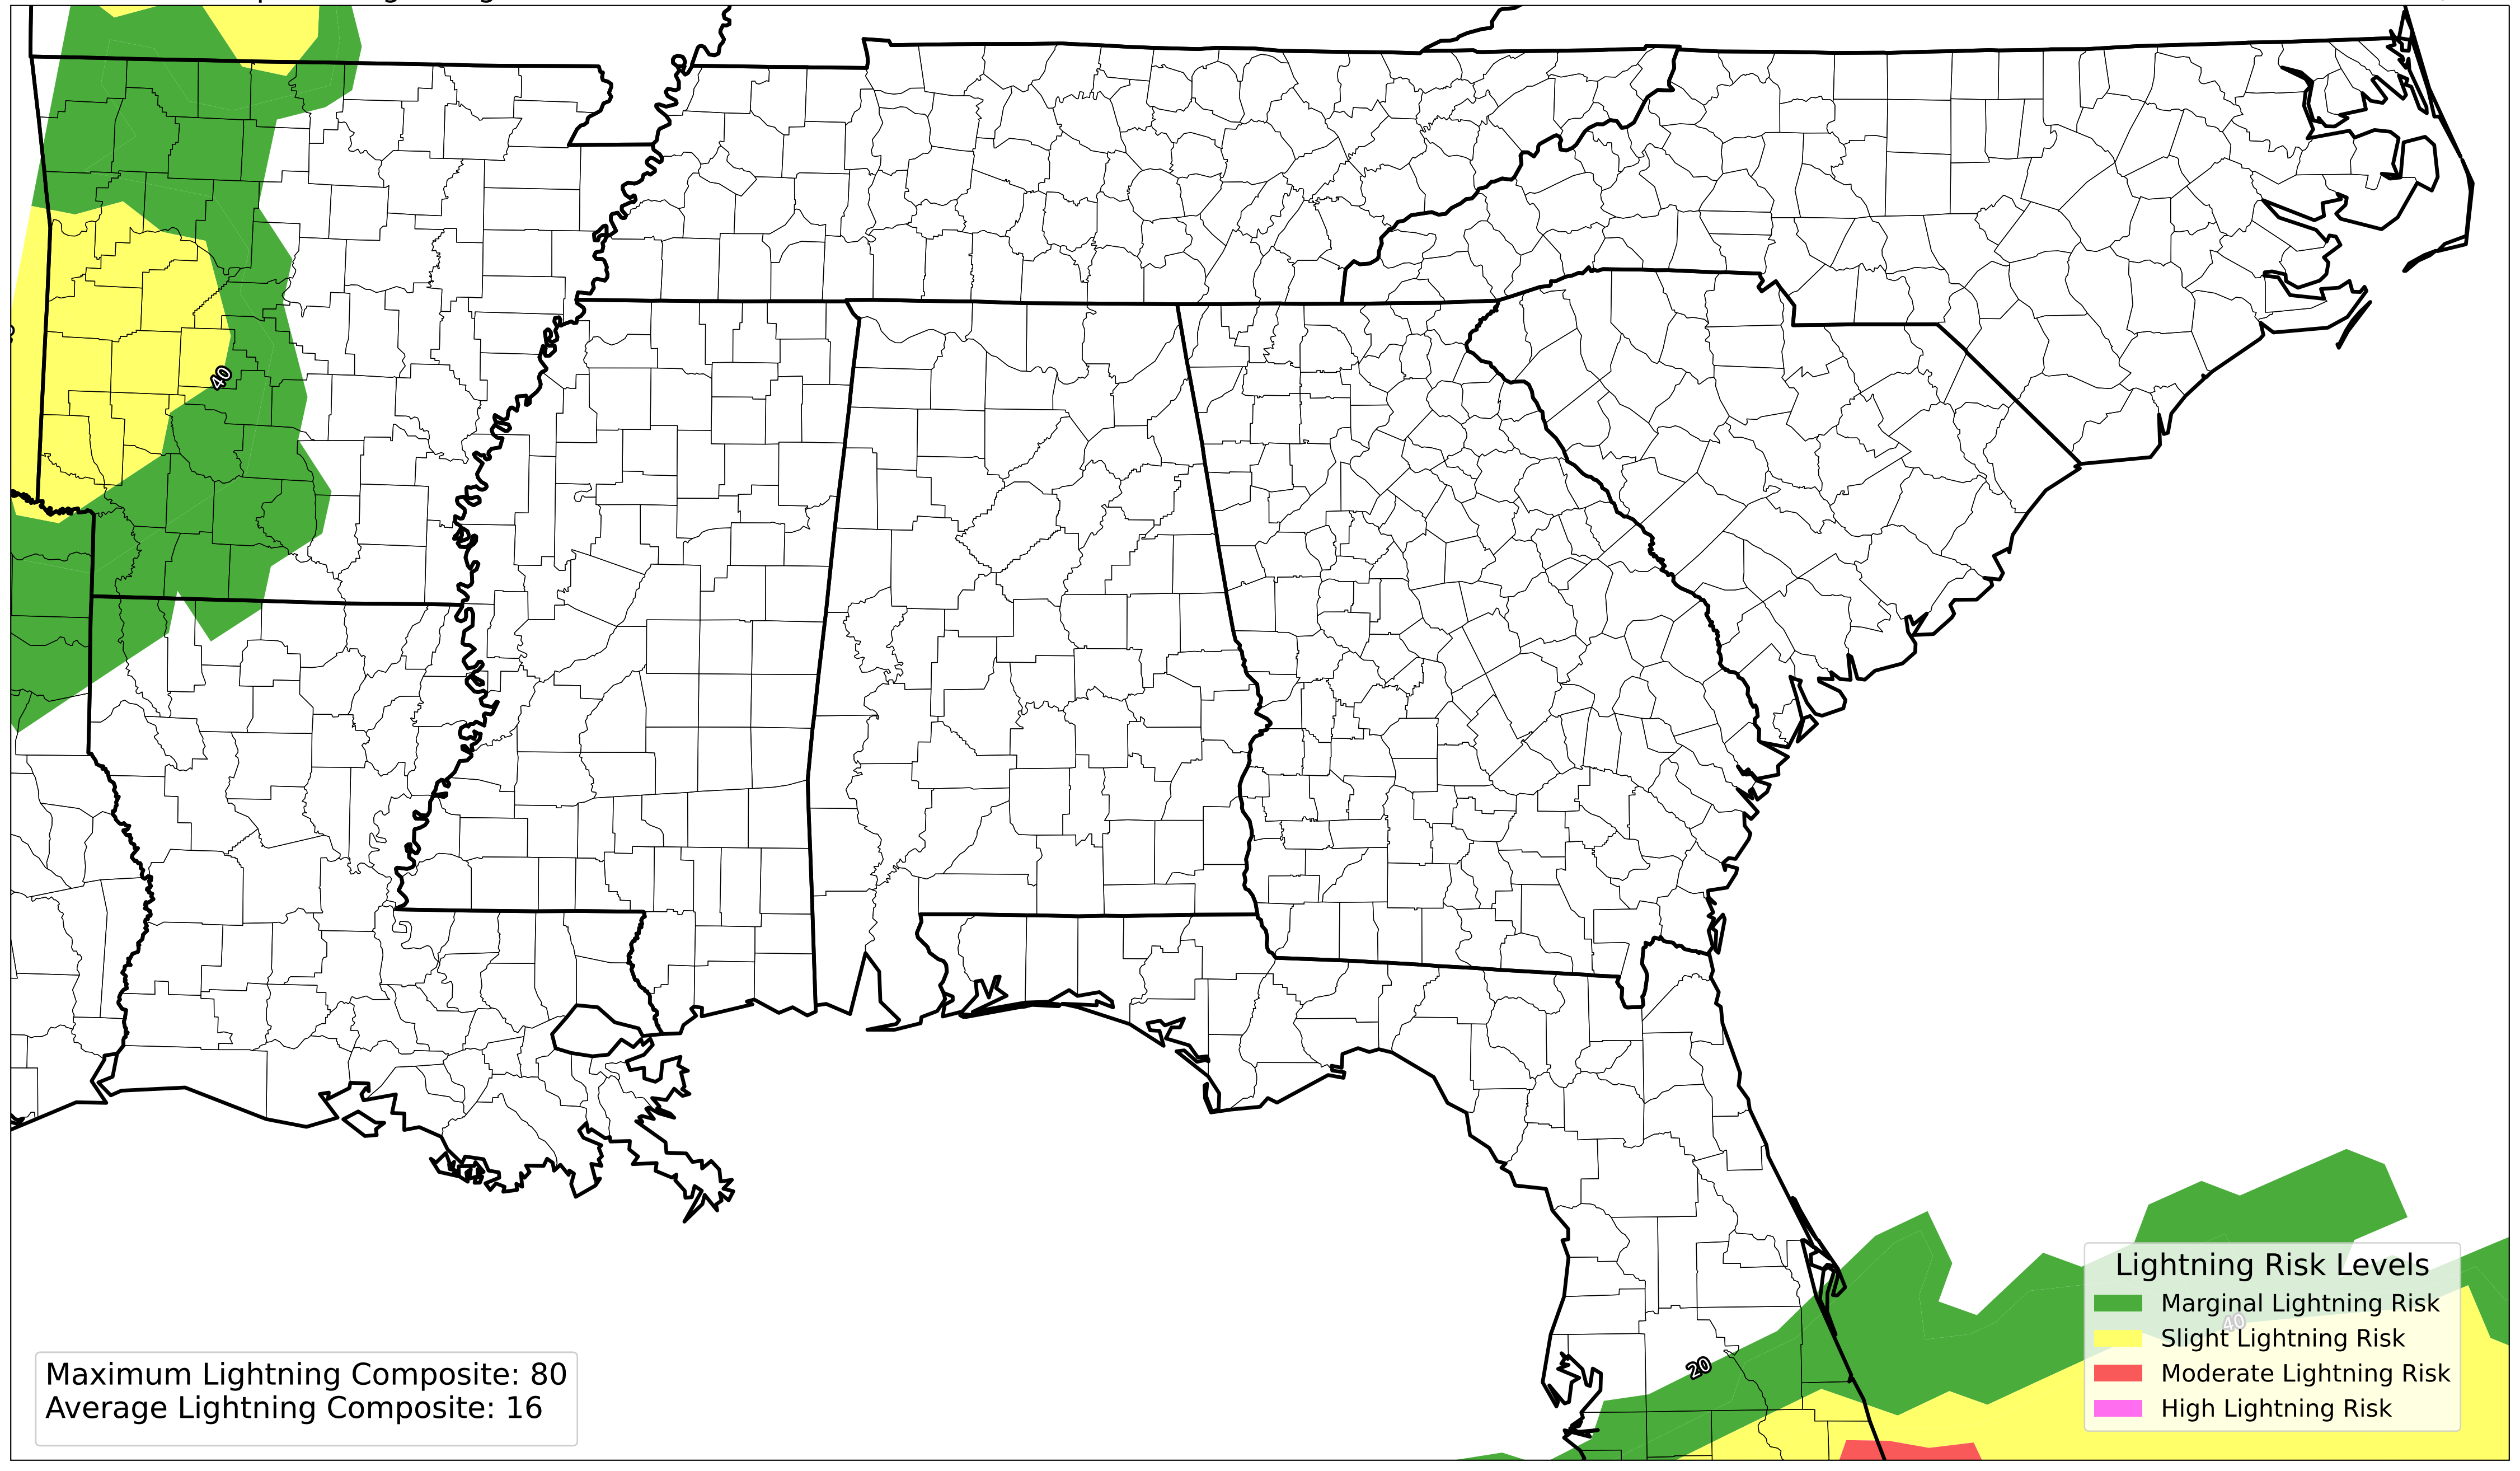 40
20
40
Lightning Risk Levels
Marginal Lightning Risk
Slight Lightning Risk
Moderate Lightning Risk
High Lightning Risk
Maximum Lightning Composite: 80
Average Lightning Composite: 16